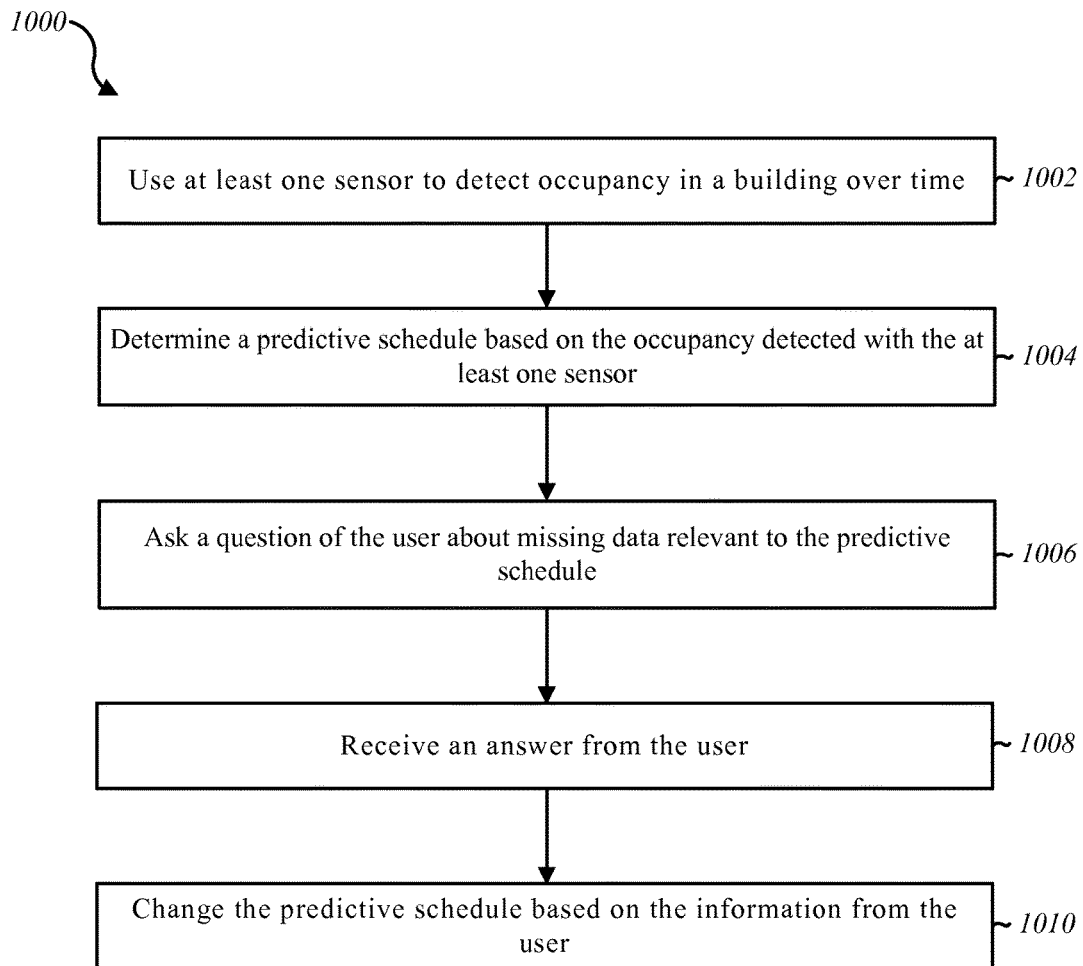 1000
Use at least one sensor to detect occupancy in a building over time
1002
Determine a predictive schedule based on the occupancy detected with the at
least one sensor
1004
Ask a question of the user about missing data relevant to the predictive
schedule
1006
Receive an answer from the user
1008
Change the predictive schedule based on the information from the
user
1010